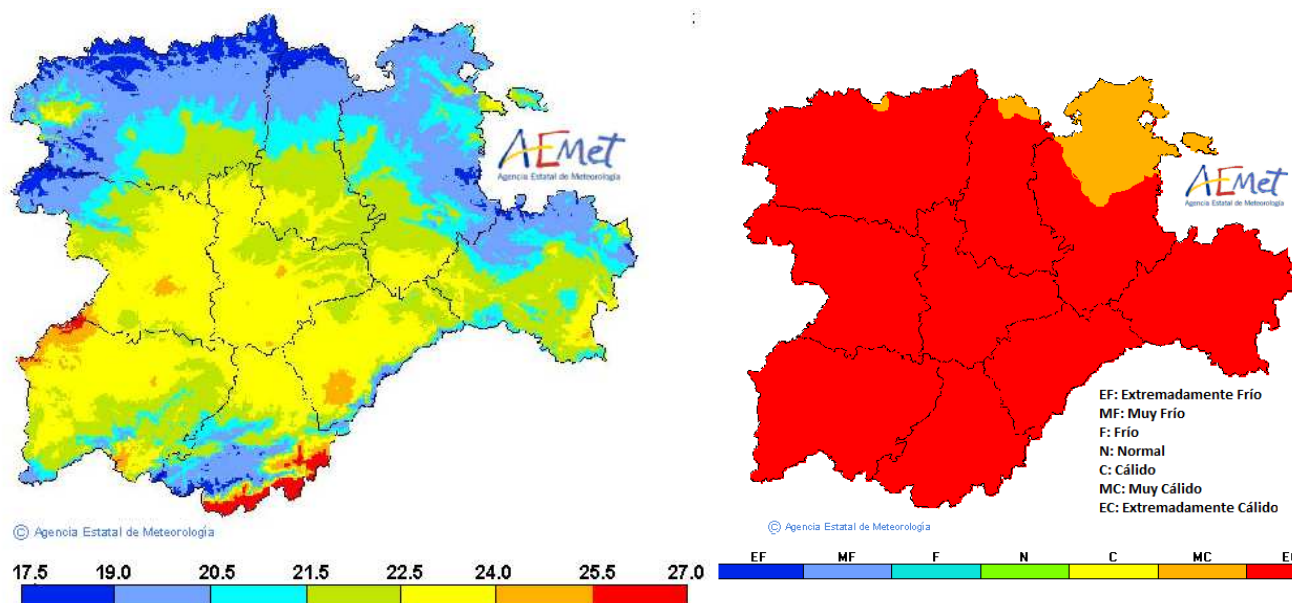 AEMet
Agencia Estatal de Meteorología
© Agencia Estatal de Meteorología
17.5 19.0 20.5 21.5 22.5 24.0 25.5 27.0
:
AEMet
Agencia Estatal de Meteorología
EF: Extremadamente Frío
MF: Muy Frío
F: Frío
N: Normal
C: Cálido
MC: Muy Cálido
EC: Extremadamente Cálido
© Agencia Estatal de Meteorología
EF MF F N C MC E